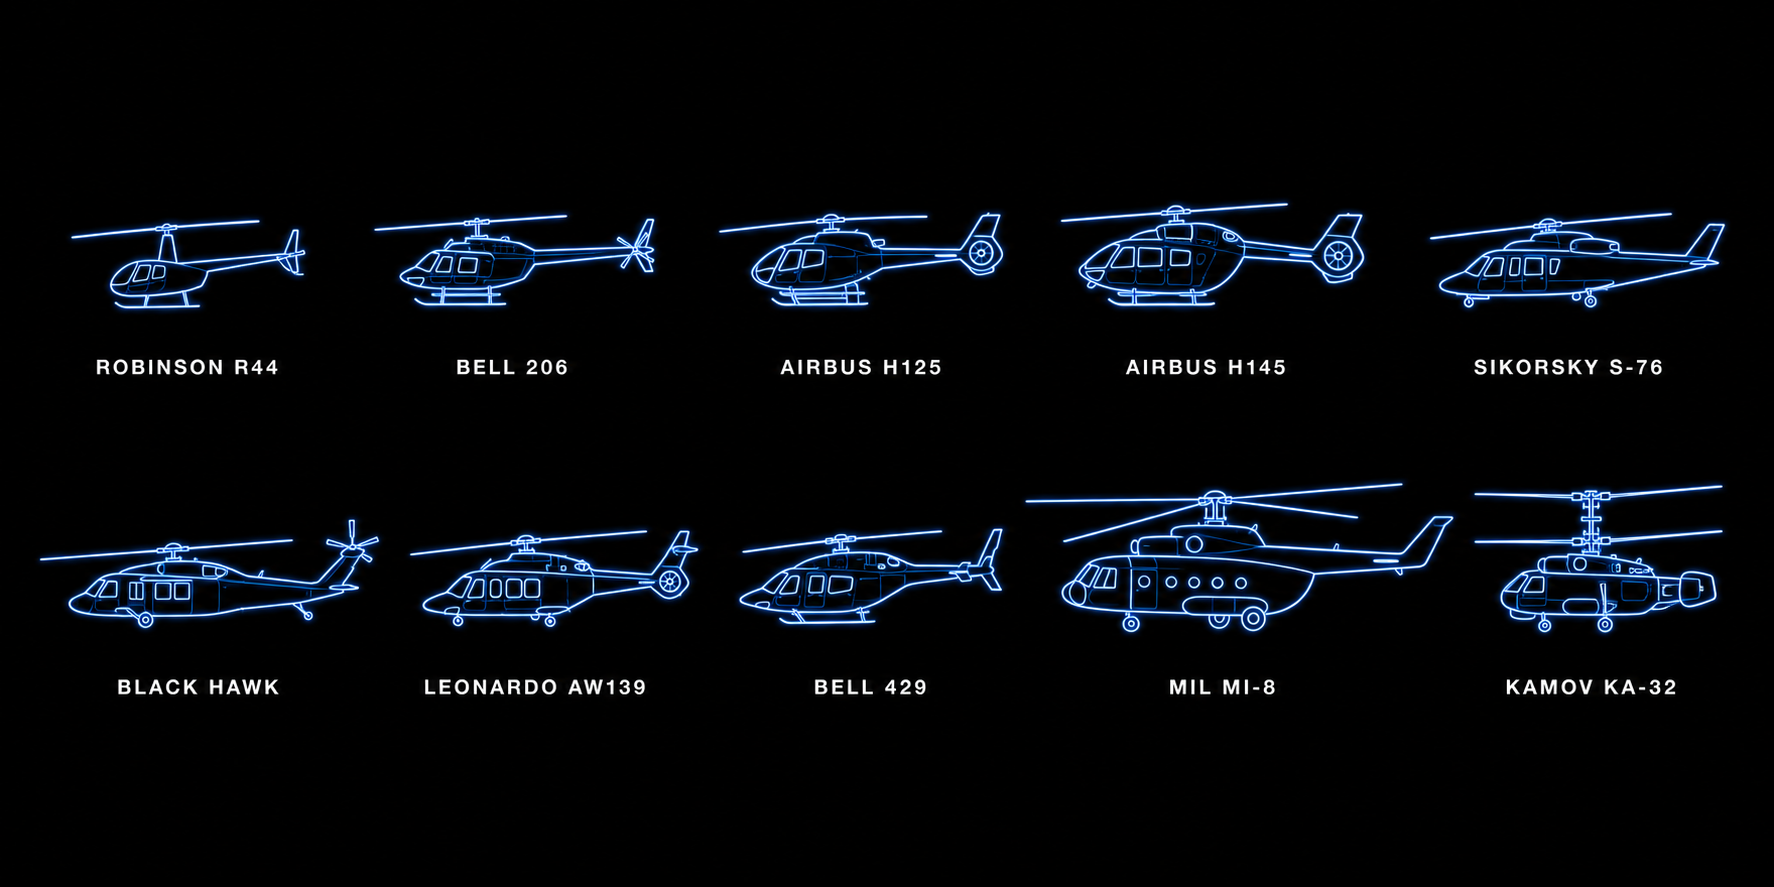 ROBINSON R44
BELL 206
AIRBUS H125
AIRBUS H145
SIKORSKY S-76
BLACK HAWK
LEONARDO AW139
BELL 429
MIL MI-8
KAMOV KA-32